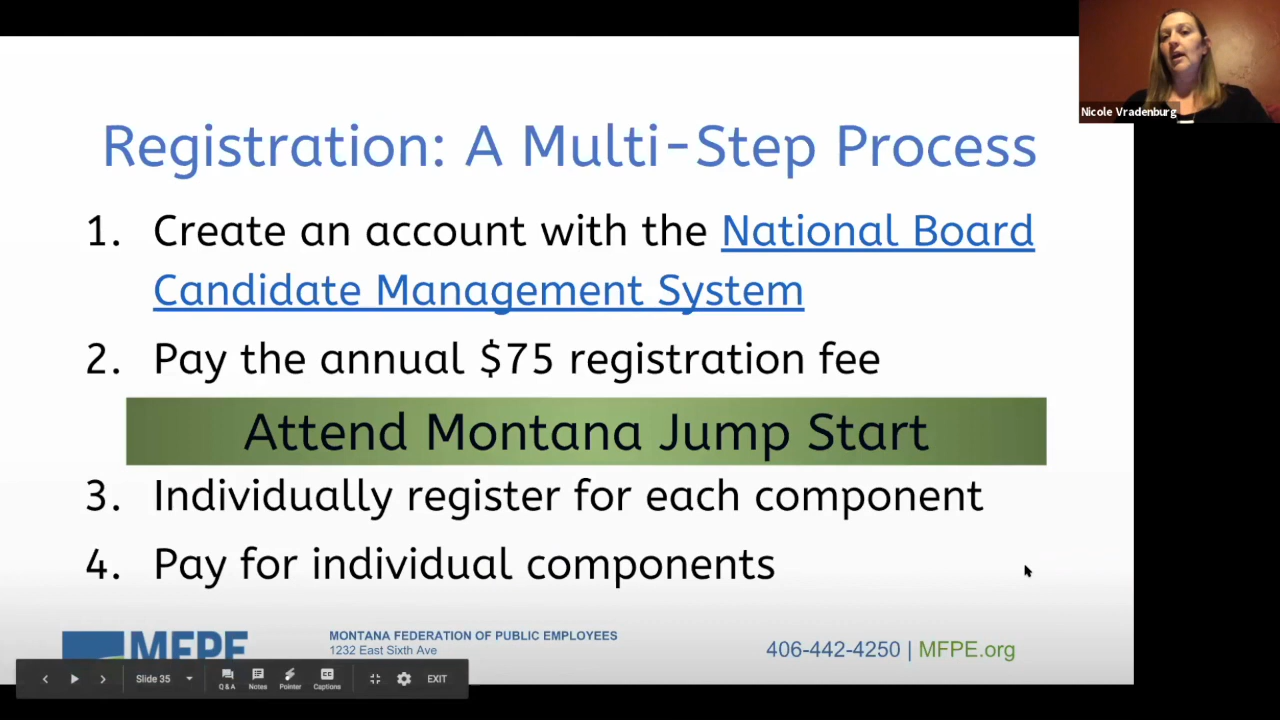 Nicole Vradenburg
Registration: A Multi-Step Process
1. Create an account with the National Board
Candidate Management System
2. Pay the annual $75 registration fee
Attend Montana Jump Start
3. Individually register for each component
4. Pay for individual components
MFPE
MONTANA FEDERATION OF PUBLIC EMPLOYEES
1232 East Sixth Ave
406-442-4250 | MFPE.org
Slide 35
Q & A
Notes
Pointer
Captions
EXIT